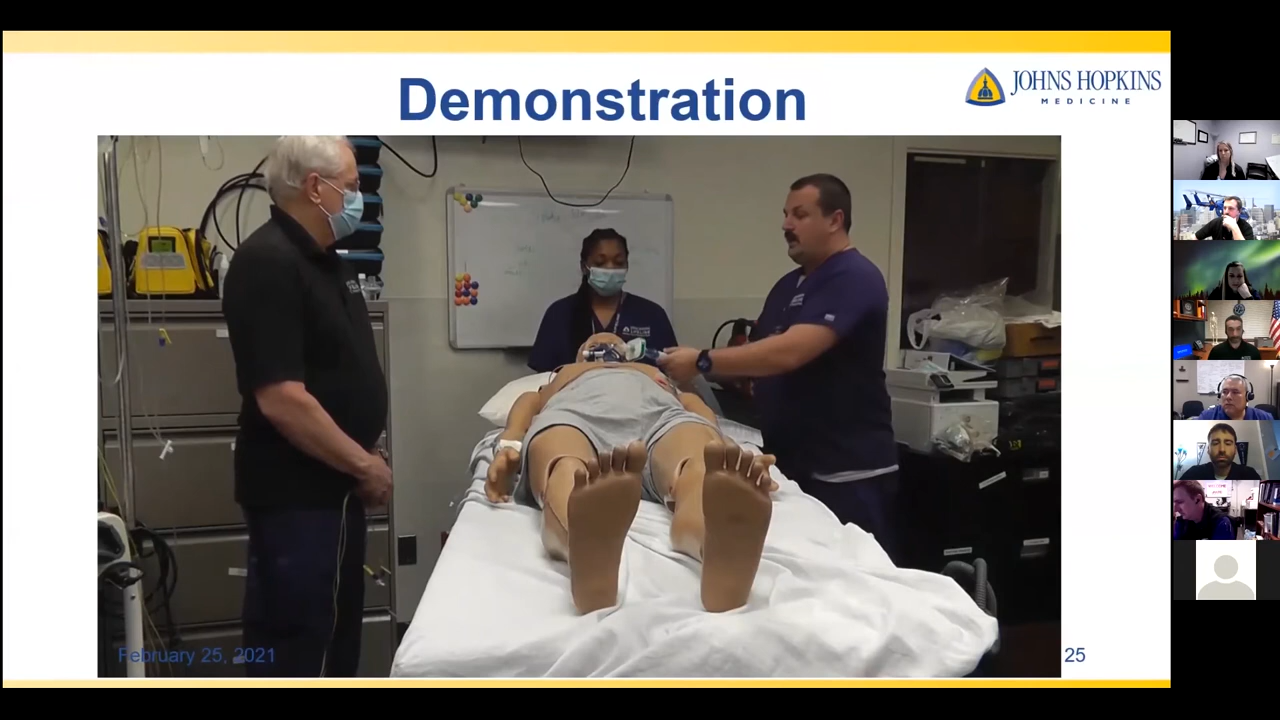 Demonstration
JOHNS HOPKINS
MEDICINE
February 25, 2021
25